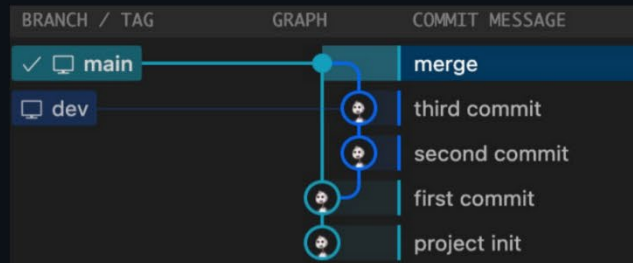 BRANCH / TAG GRAPH COMMIT MESSAGE
main merge
dev third commit
second commit
first commit
project init